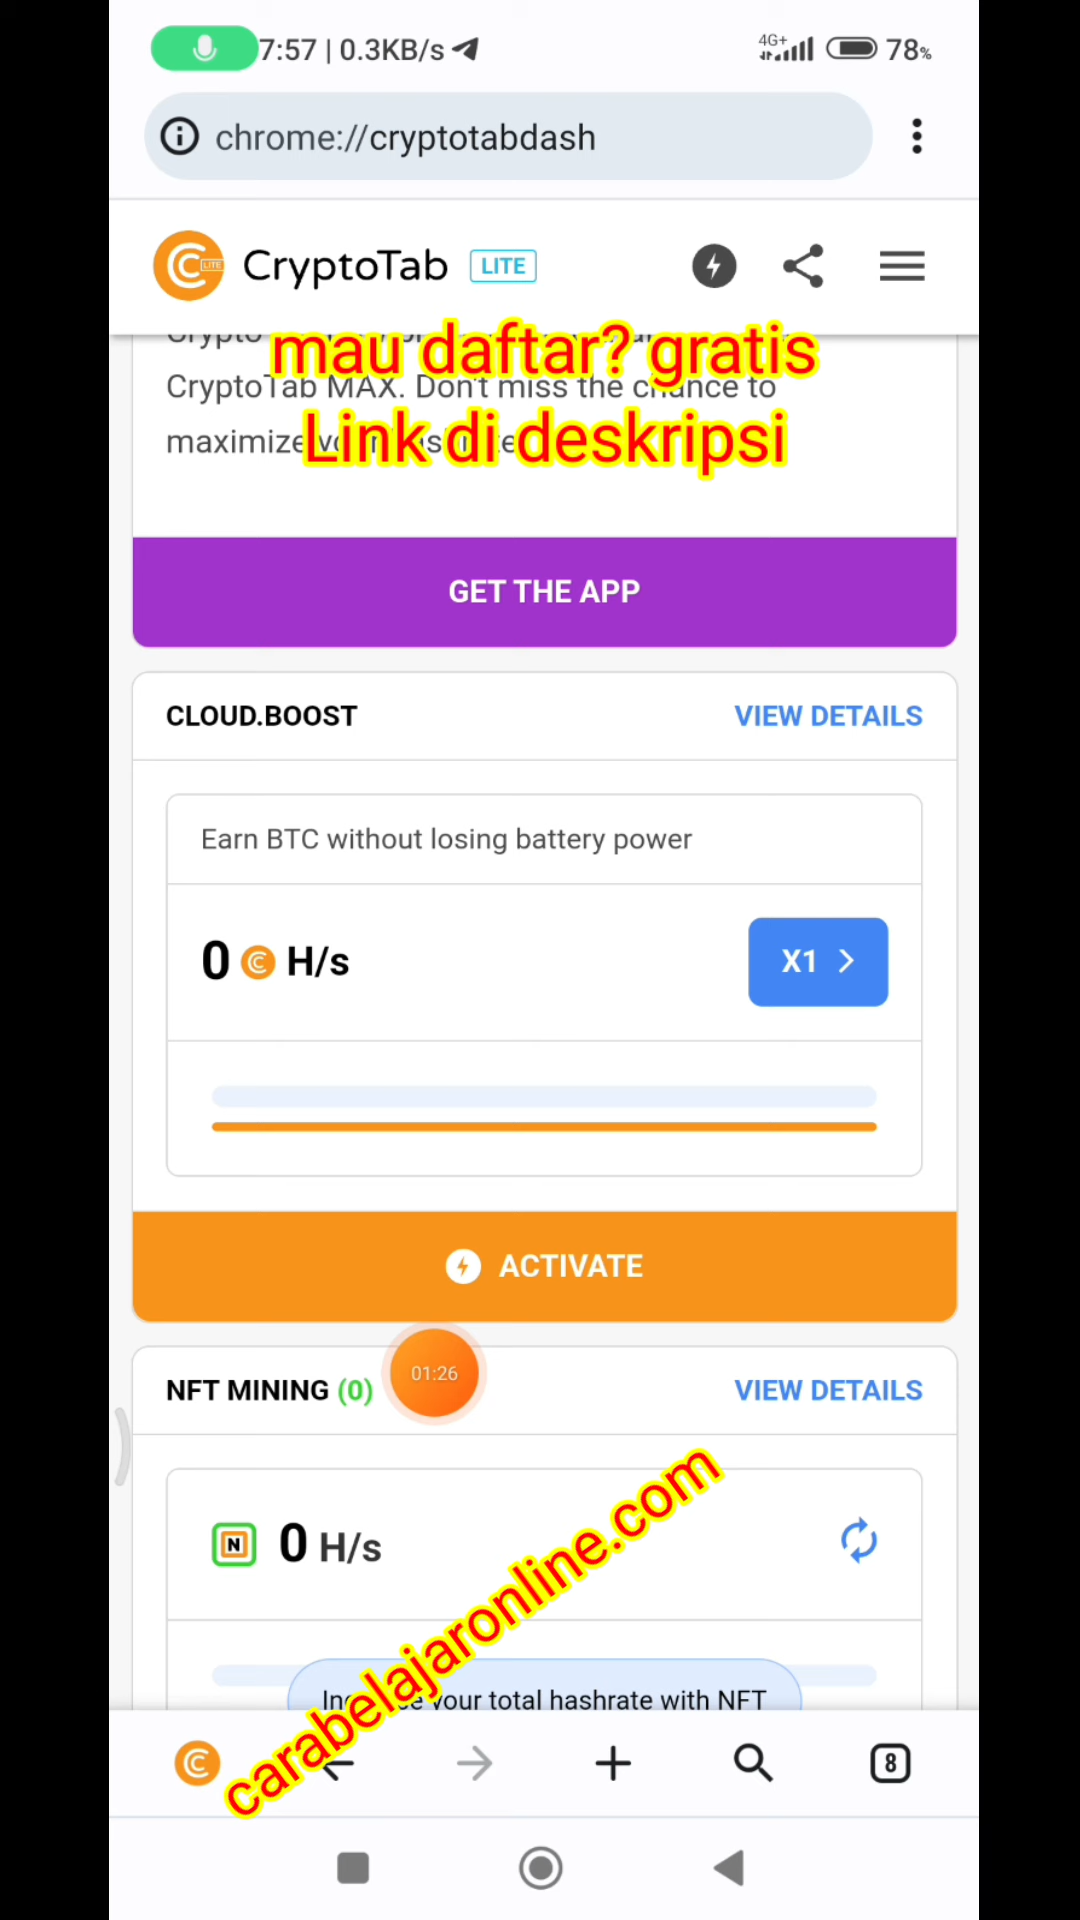 7:57 | 0.3KB/s
4G+ 78%
chrome://cryptotabdash
CryptoTab LITE
mau daftar? gratis
CryptoTab MAX. Don't miss the chance to
Link di deskripsi
maximize
GET THE APP
CLOUD.BOOST
VIEW DETAILS
Earn BTC without losing battery power
0 H/s
X1
ACTIVATE
NFT MINING (0)
01:26
VIEW DETAILS
N 0 H/s
carabelajaronline.com
your total hashrate with NFT
8